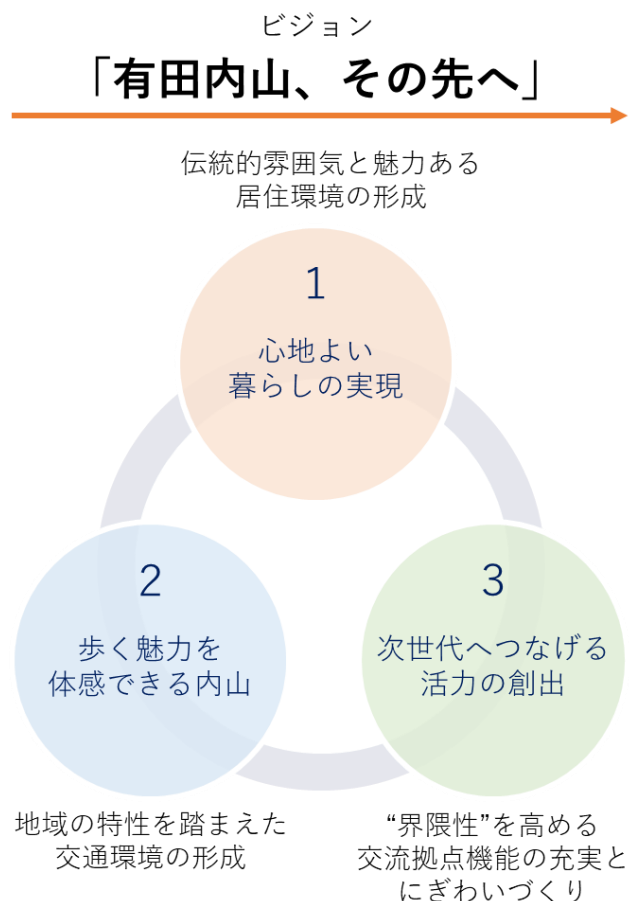 ビジョン
「有田内山、その先へ」
伝統的雰囲気と魅力ある
居住環境の形成
1
心地よい
暮らしの実現
2
歩く魅力を
体感できる内山
地域の特性を踏まえた
交通環境の形成
3
次世代へつなげる
活力の創出
“界隈性”を高める
交流拠点機能の充実と
にぎわいづくり